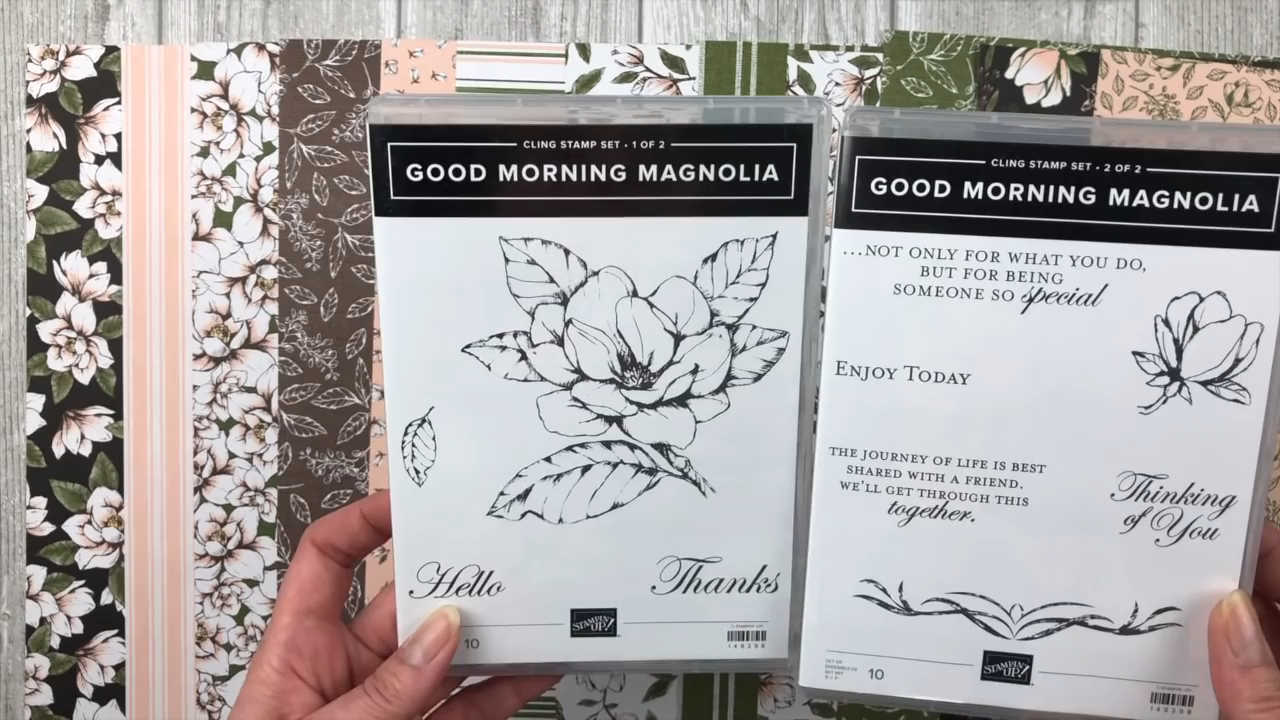 CLING STAMP SET • 1 OF 2
GOOD MORNING MAGNOLIA
Hello
Thanks
STAMPIN' UP!
10
CLING STAMP SET • 2 OF 2
GOOD MORNING MAGNOLIA
...NOT ONLY FOR WHAT YOU DO,
BUT FOR BEING
SOMEONE SO special
ENJOY TODAY
THE JOURNEY OF LIFE IS BEST
SHARED WITH A FRIEND.
WE'LL GET THROUGH THIS
together.
Thinking
of You
STAMPIN' UP!
10